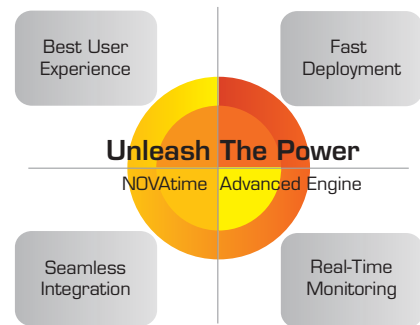 Best User
Experience
Fast
Deployment
Unleash The Power
NOVAtime Advanced Engine
Seamless
Integration
Real-Time
Monitoring